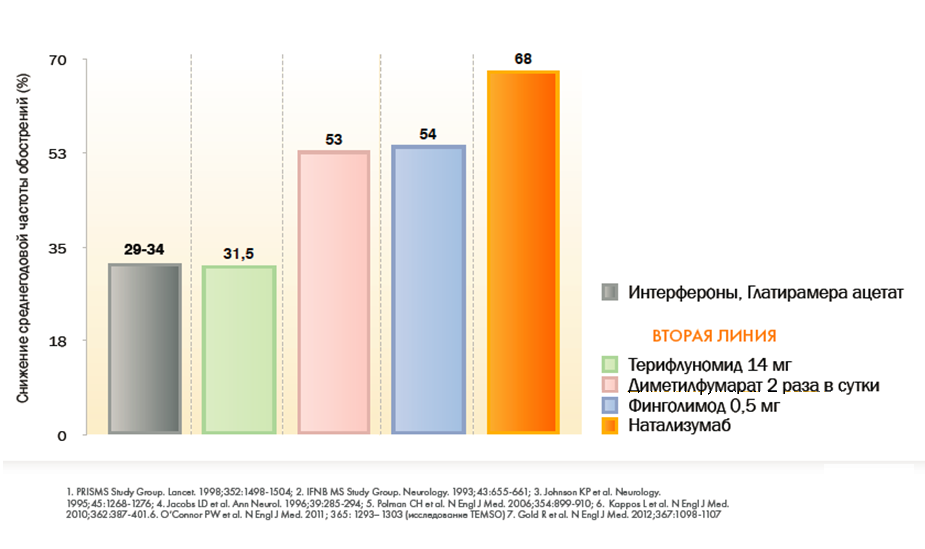 Снижение среднегодовой частоты обострений (%)
70
53
35
18
0
29-34
31,5
53
54
68
Интерфероны, Глатирамера ацетат
ВТОРАЯ ЛИНИЯ
Терифлуномид 14 мг
Диметилфумарат 2 раза в сутки
Финголимод 0,5 мг
Натализумаб
1. PRISMS Study Group. Lancet. 1998;352:1498-1504; 2. IFNB MS Study Group. Neurology. 1993;43:655-661; 3. Johnson KP et al. Neurology.
1995;45:1268-1276; 4.Jacobs LD et al. Ann Neurol. 1996;39:285-294; 5. Polman CH et al. N Engl J Med. 2006;354:899-910; 6. Kappos L et al. N Engl J Med.
2010;362:387-401.6. O'Connor PW et al. N Engl J Med. 2011; 365: 1293– 1303 (исследование TEMSO) 7. Gold R et al. N Engl J Med. 2012;367:1098-1107